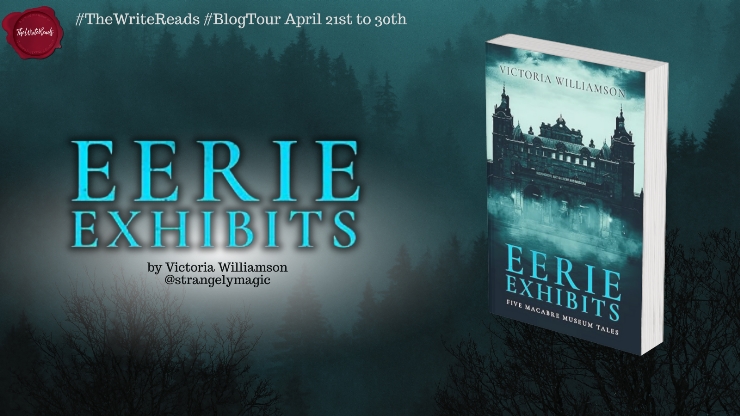 #TheWriteReads #BlogTour April 21st to 30th
TheWriteReads
EERIE
EXHIBITS
by Victoria Williamson
@strangelymagic
VICTORIA WILLIAMSON
EERIE
EXHIBITS
FIVE MACABRE MUSEUM TALES